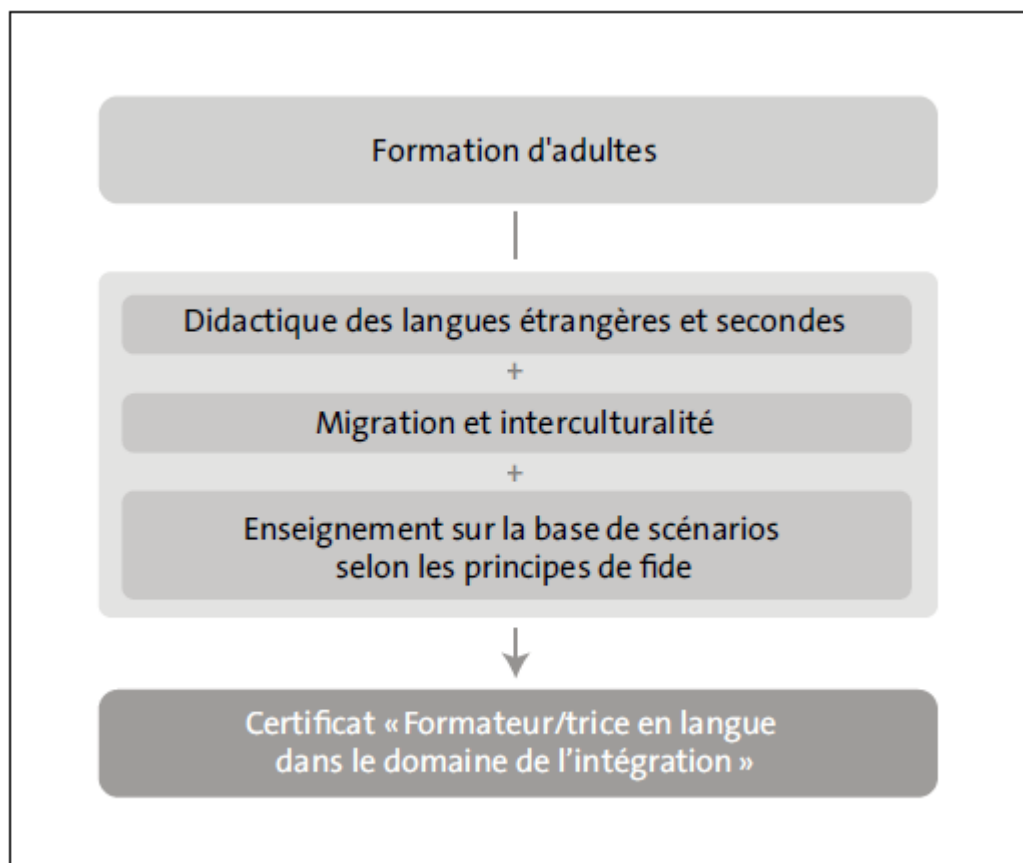 Formation d'adultes
Didactique des langues étrangères et secondes
+
Migration et interculturalité
+
Enseignement sur la base de scénarios
selon les principes de fide
Certificat « Formateur/trice en langue
dans le domaine de l’intégration »